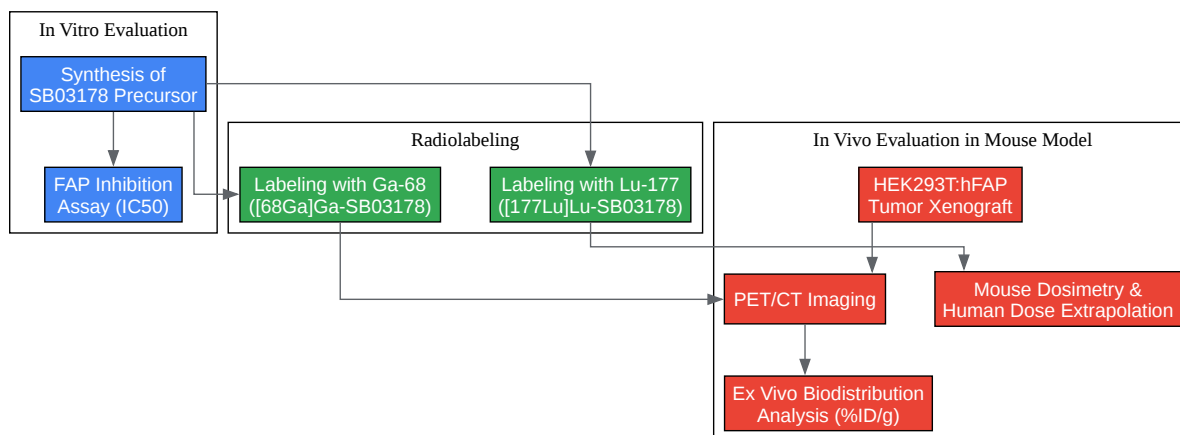 In Vitro Evaluation
Synthesis of
SB03178 Precursor
FAP Inhibition
Assay (IC50)
Radiolabeling
Labeling with Ga-68
([68Ga]Ga-SB03178)
Labeling with Lu-177
([177Lu]Lu-SB03178)
In Vivo Evaluation in Mouse Model
HEK293T:hFAP
Tumor Xenograft
PET/CT Imaging
Mouse Dosimetry &
Human Dose Extrapolation
Ex Vivo Biodistribution
Analysis (%ID/g)